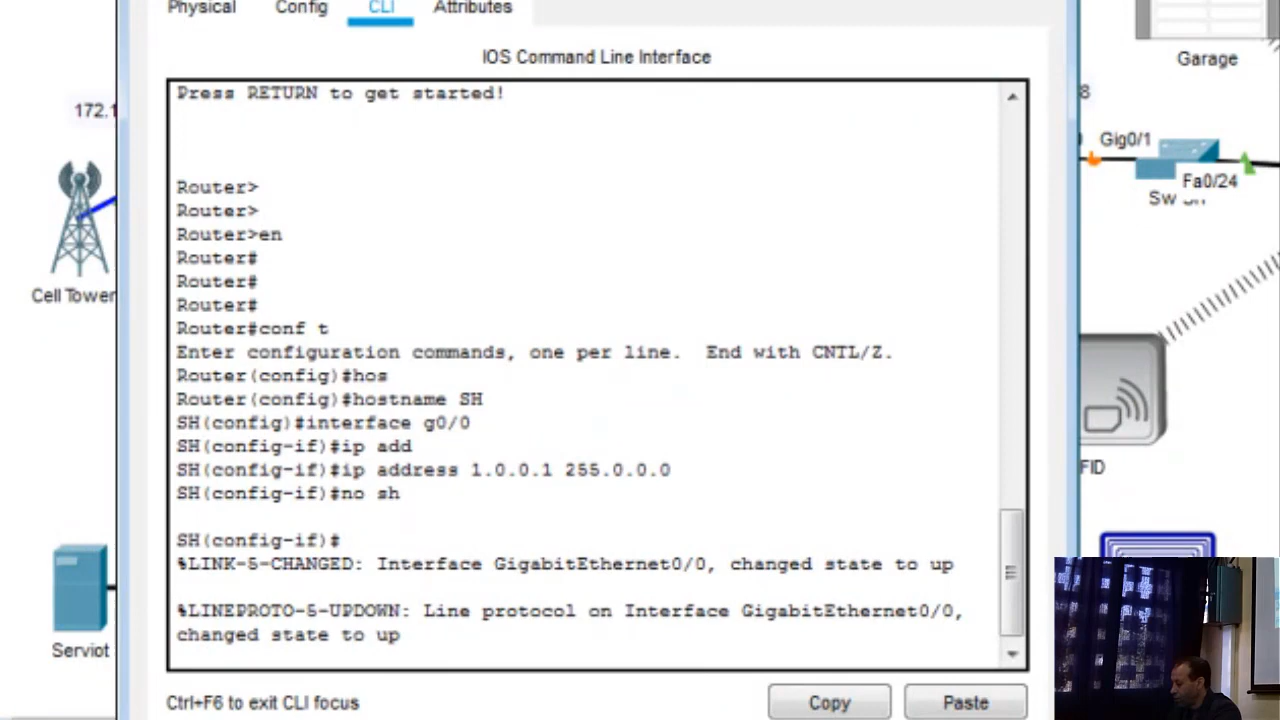 Physical
Config
CLI
Attributes
IOS Command Line Interface
Press RETURN to get started!
Router>
Router>
Router>en
Router#
Router#
Router#
Router#conf t
Enter configuration commands, one per line.  End with CNTL/Z.
Router(config)#hos
Router(config)#hostname SH
SH(config)#interface g0/0
SH(config-if)#ip add
SH(config-if)#ip address 1.0.0.1 255.0.0.0
SH(config-if)#no sh
SH(config-if)#
%LINK-5-CHANGED: Interface GigabitEthernet0/0, changed state to up
%LINEPROTO-5-UPDOWN: Line protocol on Interface GigabitEthernet0/0,
changed state to up
Ctrl+F6 to exit CLI focus
Copy
Paste
172.1
Cell Tower
Serviot
Garage
8
Gig0/1
Fa0/24
Sw
FID